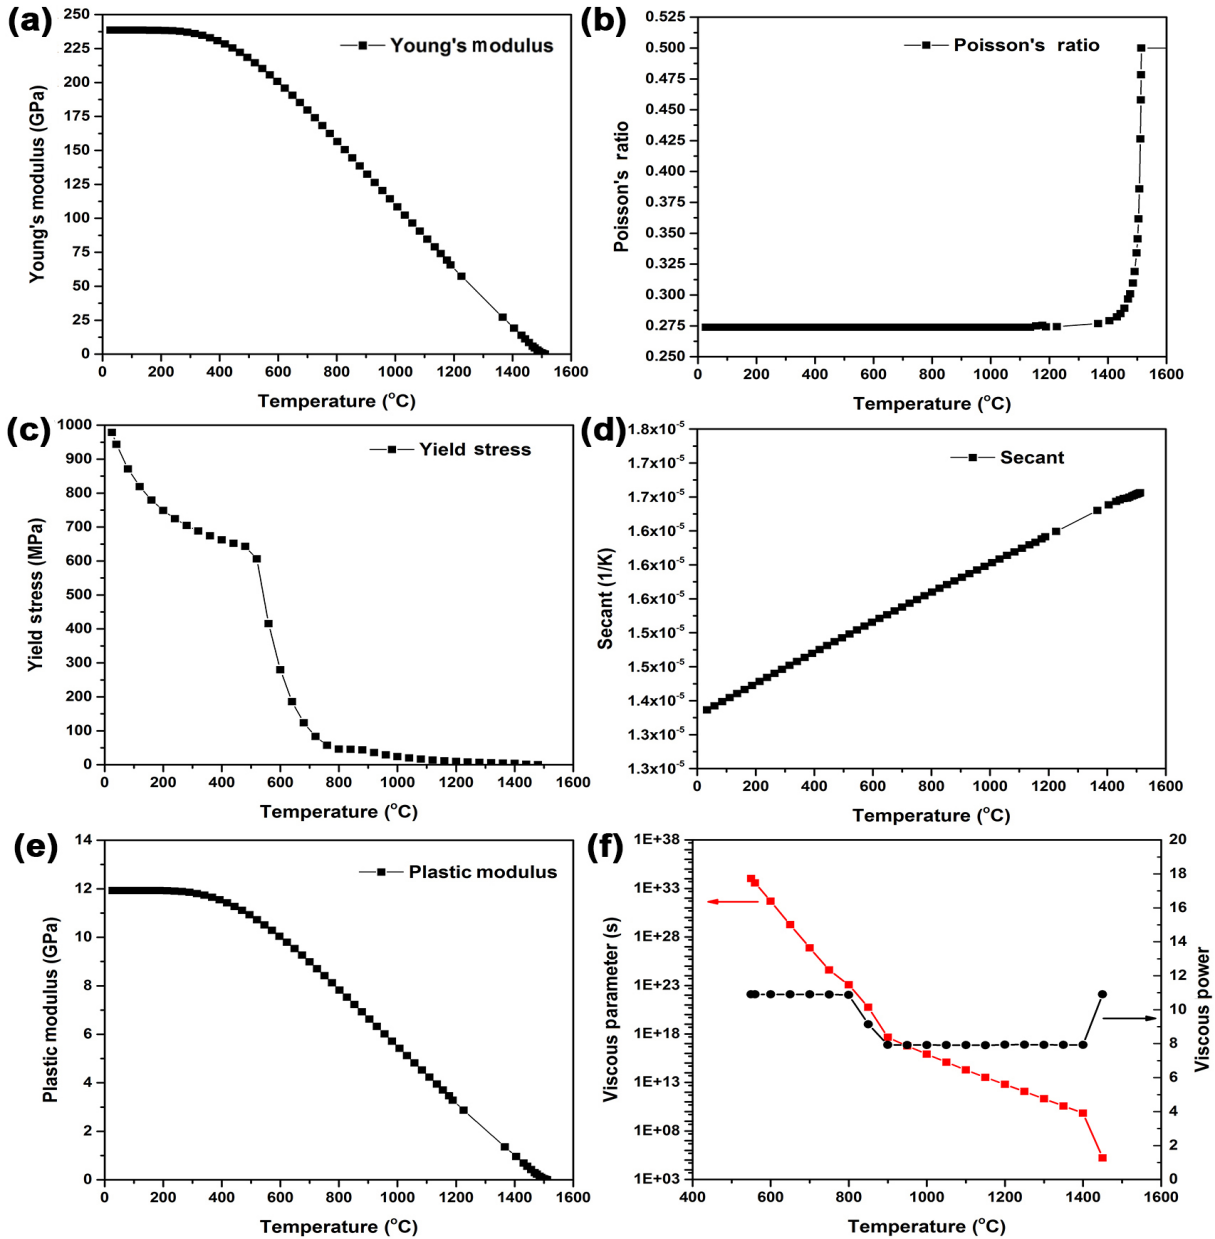 (a)
250
225
200
175
150
125
100
75
50
25
0
Young's modulus (GPa)
Young's modulus
0 200 400 600 800 1000 1200 1400 1600
Temperature (°C)
(b)
0.525
0.500
0.475
0.450
0.425
0.400
0.375
0.350
0.325
0.300
0.275
0.250
Poisson's ratio
Poisson's ratio
0 200 400 600 800 1000 1200 1400 1600
Temperature (°C)
(c)
1000
900
800
700
600
500
400
300
200
100
0
Yield stress (MPa)
Yield stress
0 200 400 600 800 1000 1200 1400 1600
Temperature (°C)
(d)
1.8x10⁻⁵
1.7x10⁻⁵
1.7x10⁻⁵
1.6x10⁻⁵
1.6x10⁻⁵
1.6x10⁻⁵
1.5x10⁻⁵
1.5x10⁻⁵
1.4x10⁻⁵
1.3x10⁻⁵
1.3x10⁻⁵
Secant (1/K)
Secant
0 200 400 600 800 1000 1200 1400 1600
Temperature (°C)
(e)
14
12
10
8
6
4
2
0
Plastic modulus (GPa)
Plastic modulus
0 200 400 600 800 1000 1200 1400 1600
Temperature (°C)
(f)
1E+38
1E+33
1E+28
1E+23
1E+18
1E+13
1E+08
1E+03
Viscous parameter (s)
20
18
16
14
12
10
8
6
4
2
0
Viscous power
400 600 800 1000 1200 1400 1600
Temperature (°C)